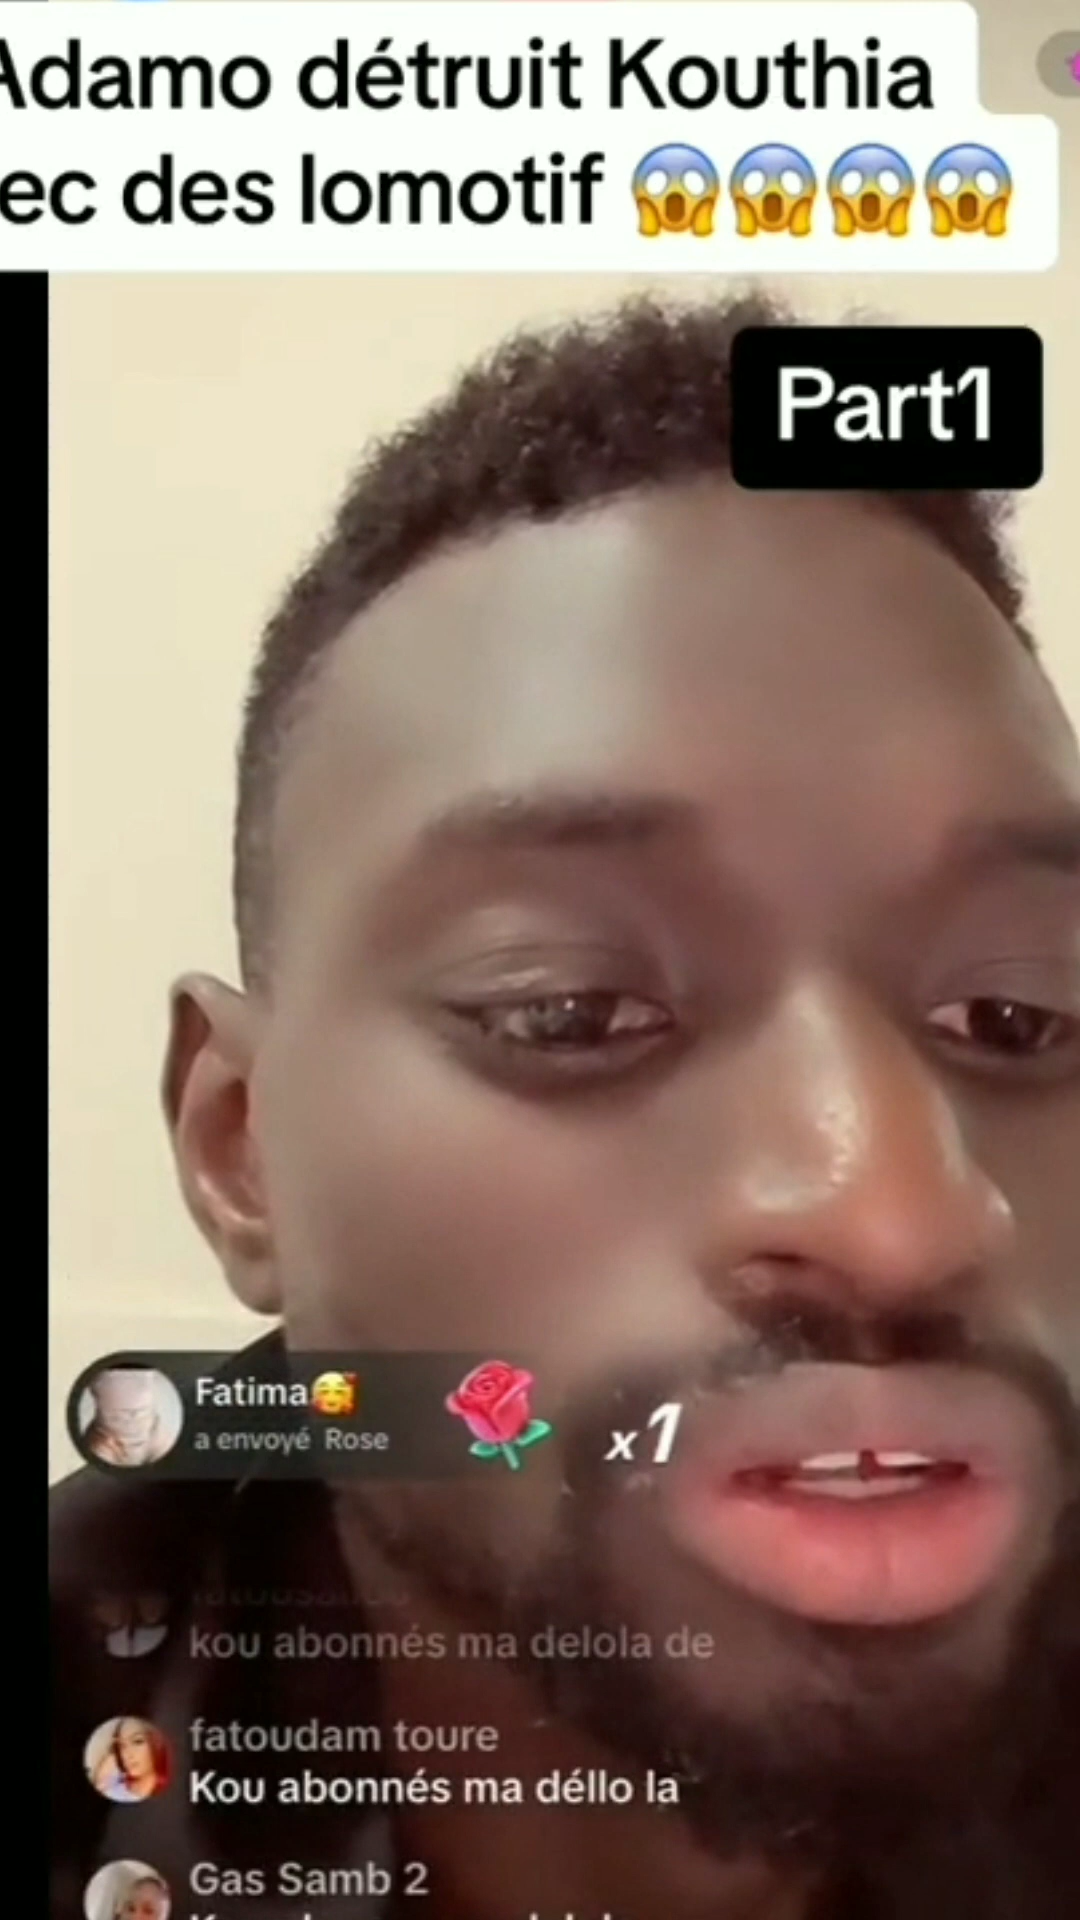 Adamo détruit Kouthia
ec des lomotif 😱😱😱😱
Part1
Fatima🥰
a envoyé Rose
x1
kou abonnés ma delola de
fatoudam toure
Kou abonnés ma déllo la
Gas Samb 2